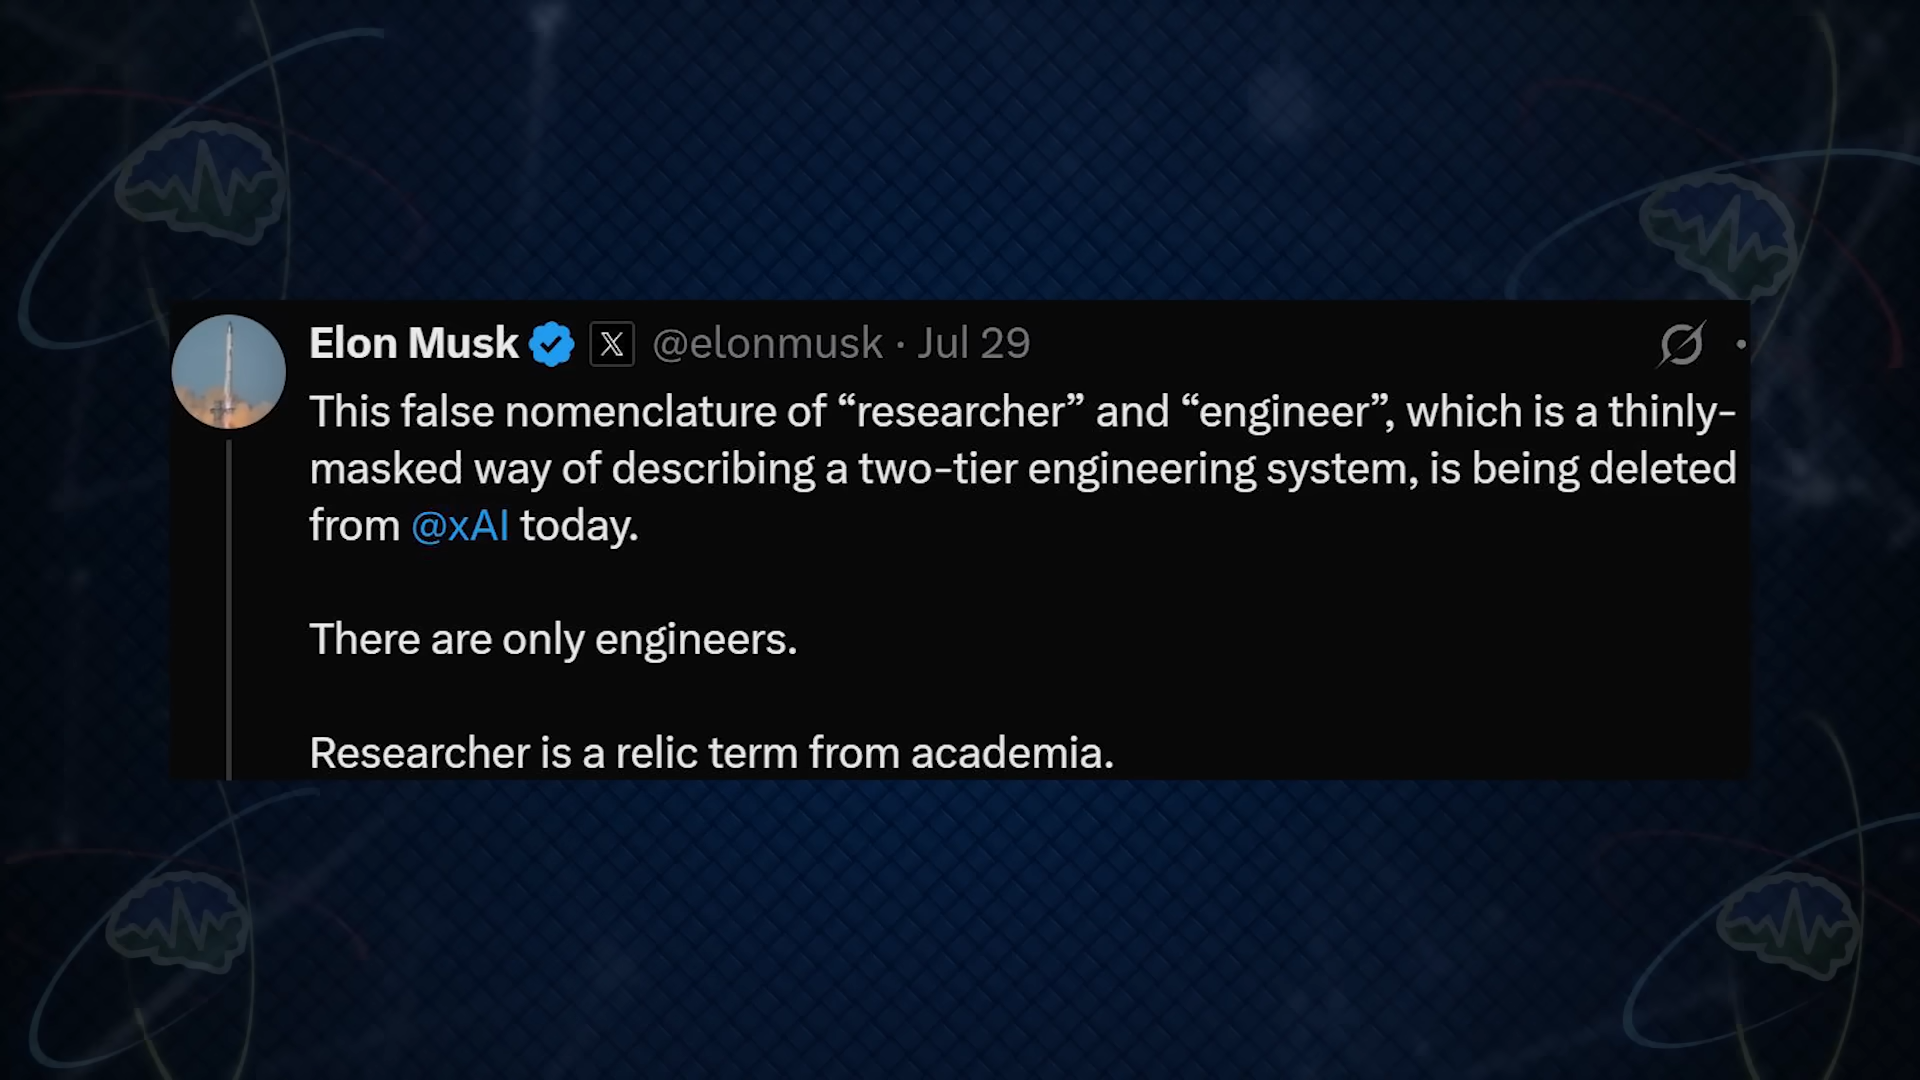 Elon Musk @elonmusk · Jul 29
This false nomenclature of “researcher” and “engineer”, which is a thinly-
masked way of describing a two-tier engineering system, is being deleted
from @xAI today.
There are only engineers.
Researcher is a relic term from academia.